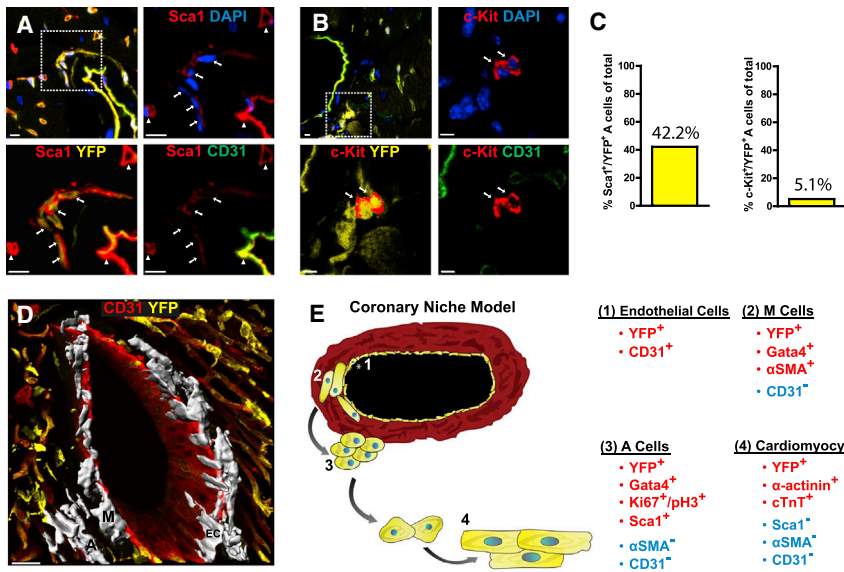 A
Sca1 DAPI
Sca1 YFP
Sca1 CD31
B
c-Kit DAPI
c-Kit YFP
c-Kit CD31
C
% Sca1+/YFP+ A cells of total
100
80
60
40
20
0
42.2%
% c-Kit+/YFP+ A cells of total
100
80
60
40
20
0
5.1%
D
CD31 YFP
M
A
EC
E
Coronary Niche Model
1
*
2
3
4
(1) Endothelial Cells
• YFP+
• CD31+
(2) M Cells
• YFP+
• Gata4+
• αSMA+
• CD31-
(3) A Cells
• YFP+
• Gata4+
• Ki67+/pH3+
• Sca1+
• αSMA-
• CD31-
(4) Cardiomyocy
• YFP+
• α-actinin+
• cTnT+
• Sca1-
• αSMA-
• CD31-